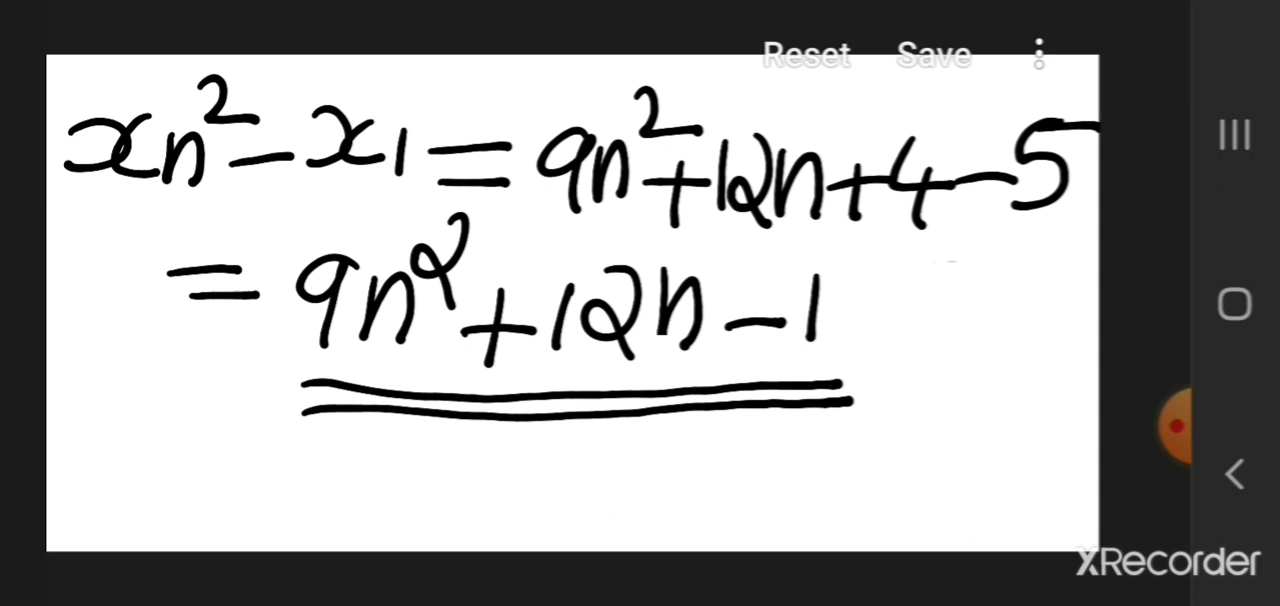 Reset Save
xn² - x1 = 9n² + 12n + 4 - 5
= 9n² + 12n - 1
XRecorder